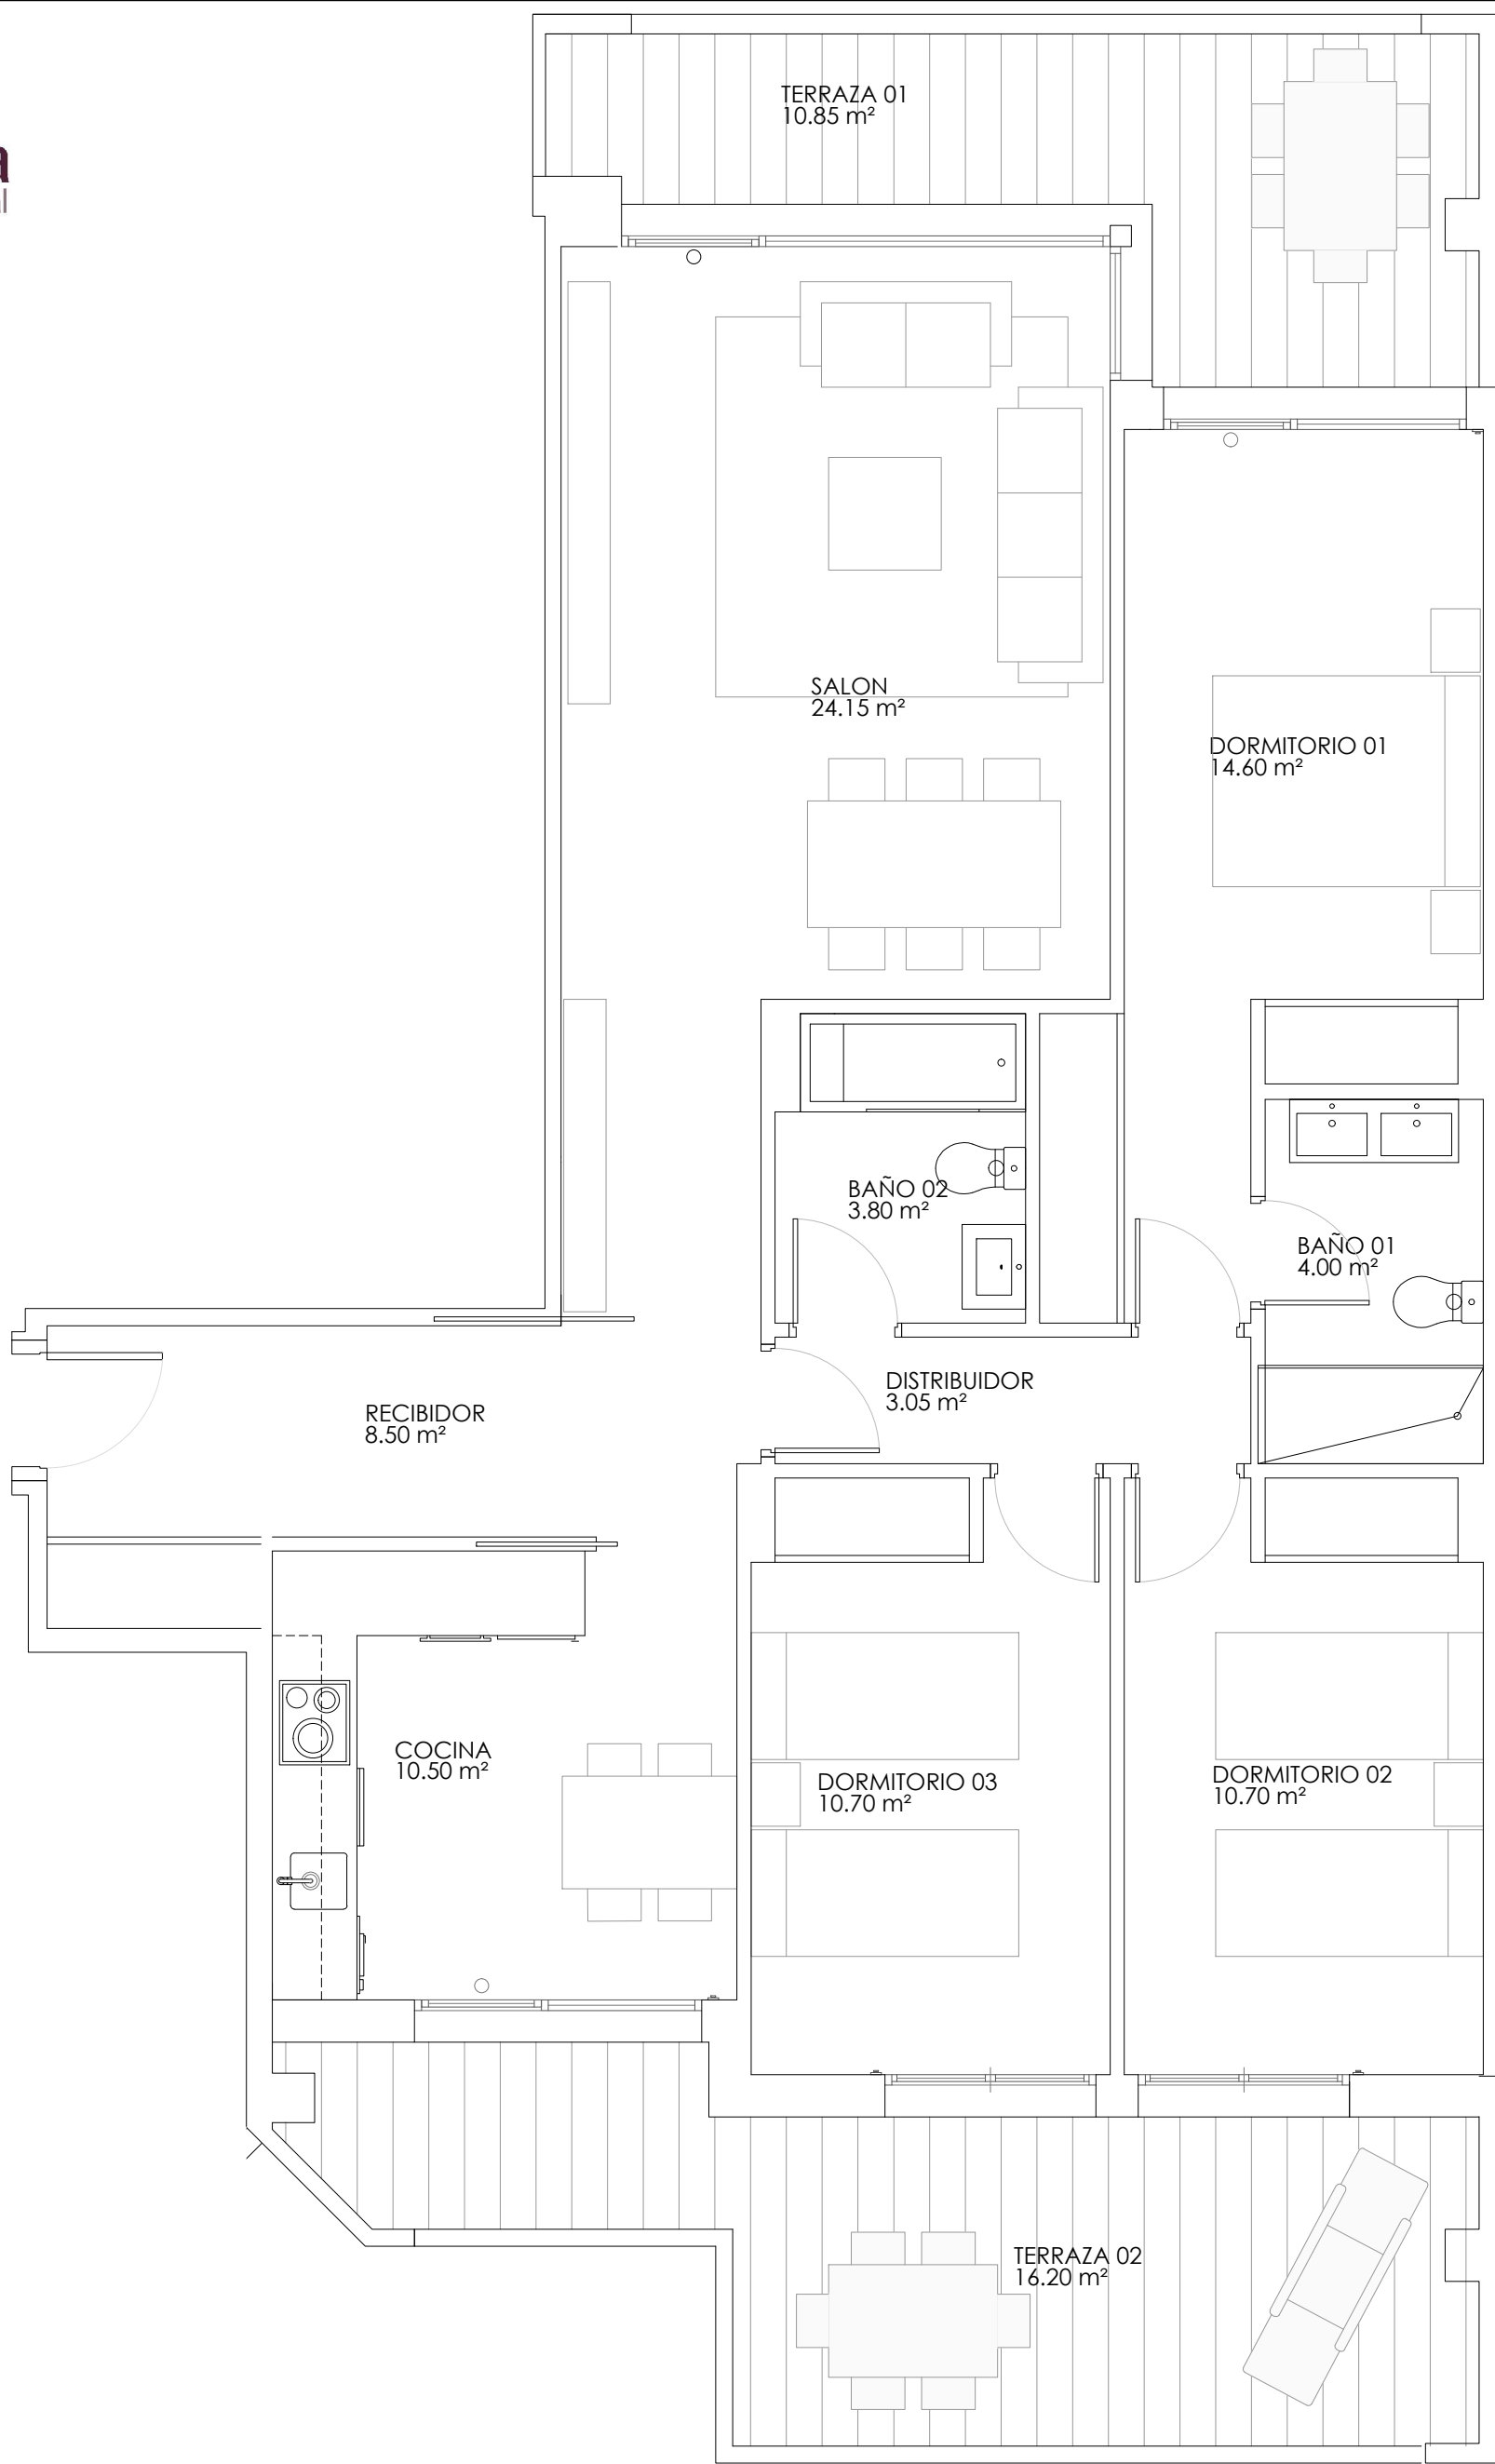 TERRAZA 01
10.85 m²
a
al
SALON
24.15 m²
DORMITORIO 01
14.60 m²
BAÑO 02
3.80 m²
BAÑO 01
4.00 m²
DISTRIBUIDOR
3.05 m²
RECIBIDOR
8.50 m²
COCINA
10.50 m²
DORMITORIO 03
10.70 m²
DORMITORIO 02
10.70 m²
TERRAZA 02
16.20 m²